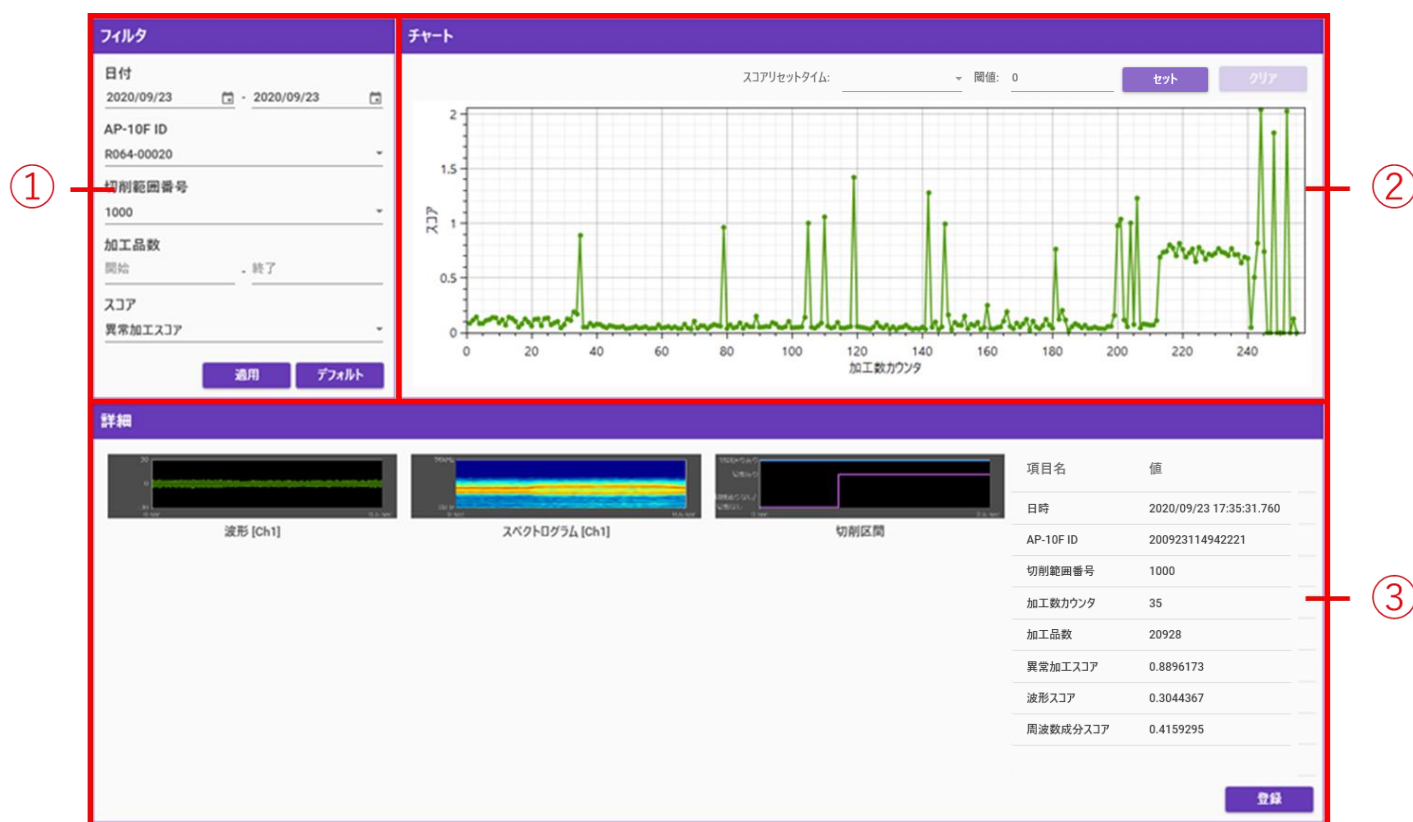 ①
フィルタ
日付
2020/09/23 - 2020/09/23
AP-10F ID
R064-00020
切削範囲番号
1000
加工品数
開始 - 終了
スコア
異常加工スコア
適用 デフォルト
②
チャート
スコアリセットタイム: 閾値: 0 セット クリア
スコア
2
1.5
1
0.5
0
0 20 40 60 80 100 120 140 160 180 200 220 240
加工数カウンタ
③
詳細
波形 [Ch1]
スペクトログラム [Ch1]
切削区間
項目名 値
日時 2020/09/23 17:35:31.760
AP-10F ID 200923114942221
切削範囲番号 1000
加工数カウンタ 35
加工品数 20928
異常加工スコア 0.8896173
波形スコア 0.3044367
周波数成分スコア 0.4159295
登録